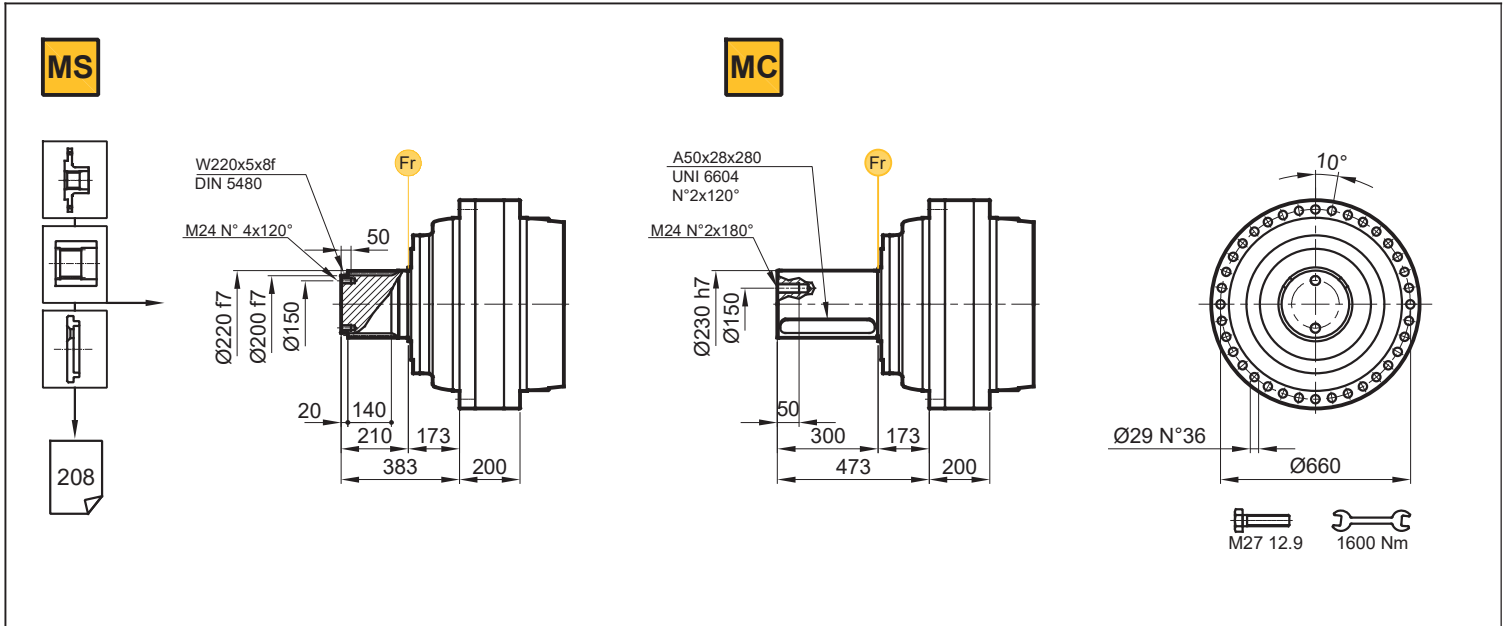 MS
MC
W220x5x8f
DIN 5480
M24 N° 4x120°
50
Fr
Ø220 f7
Ø200 f7
Ø150
20
140
210
173
383
200
208
A50x28x280
UNI 6604
N°2x120°
M24 N°2x180°
Fr
Ø230 h7
Ø150
50
300
173
473
200
10°
Ø29 N°36
Ø660
M27 12.9
1600 Nm